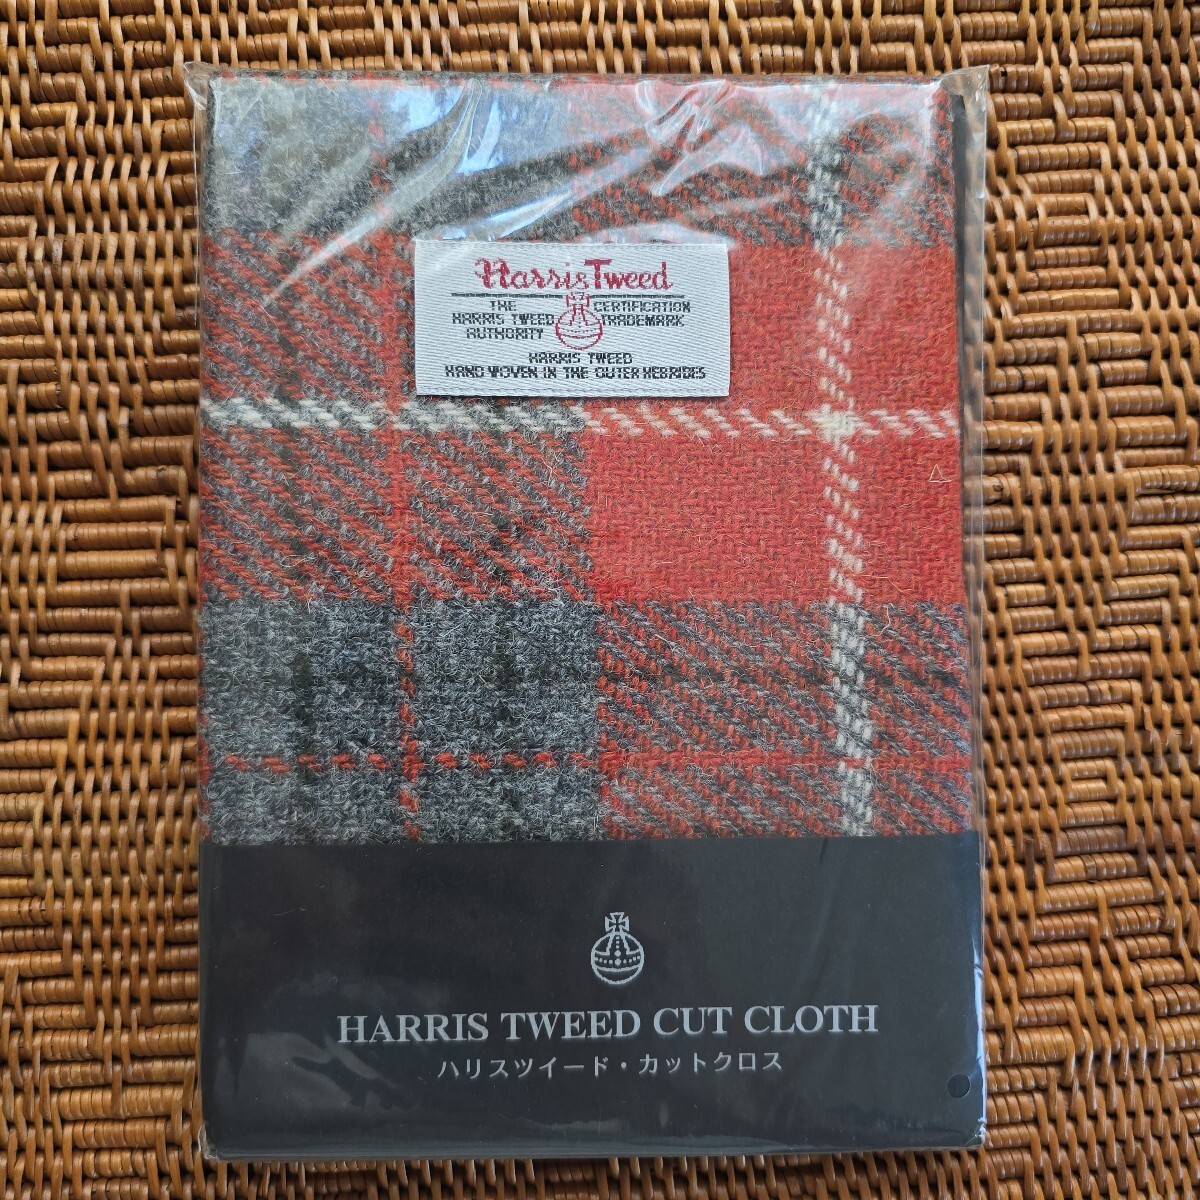 Harris Tweed
THE CERTIFICATION
HARRIS TWEED TRADEMARK
AUTHORITY
HARRIS TWEED
HAND WOVEN IN THE OUTER HEBRIDES
HARRIS TWEED CUT CLOTH
ハリスツイード・カットクロス